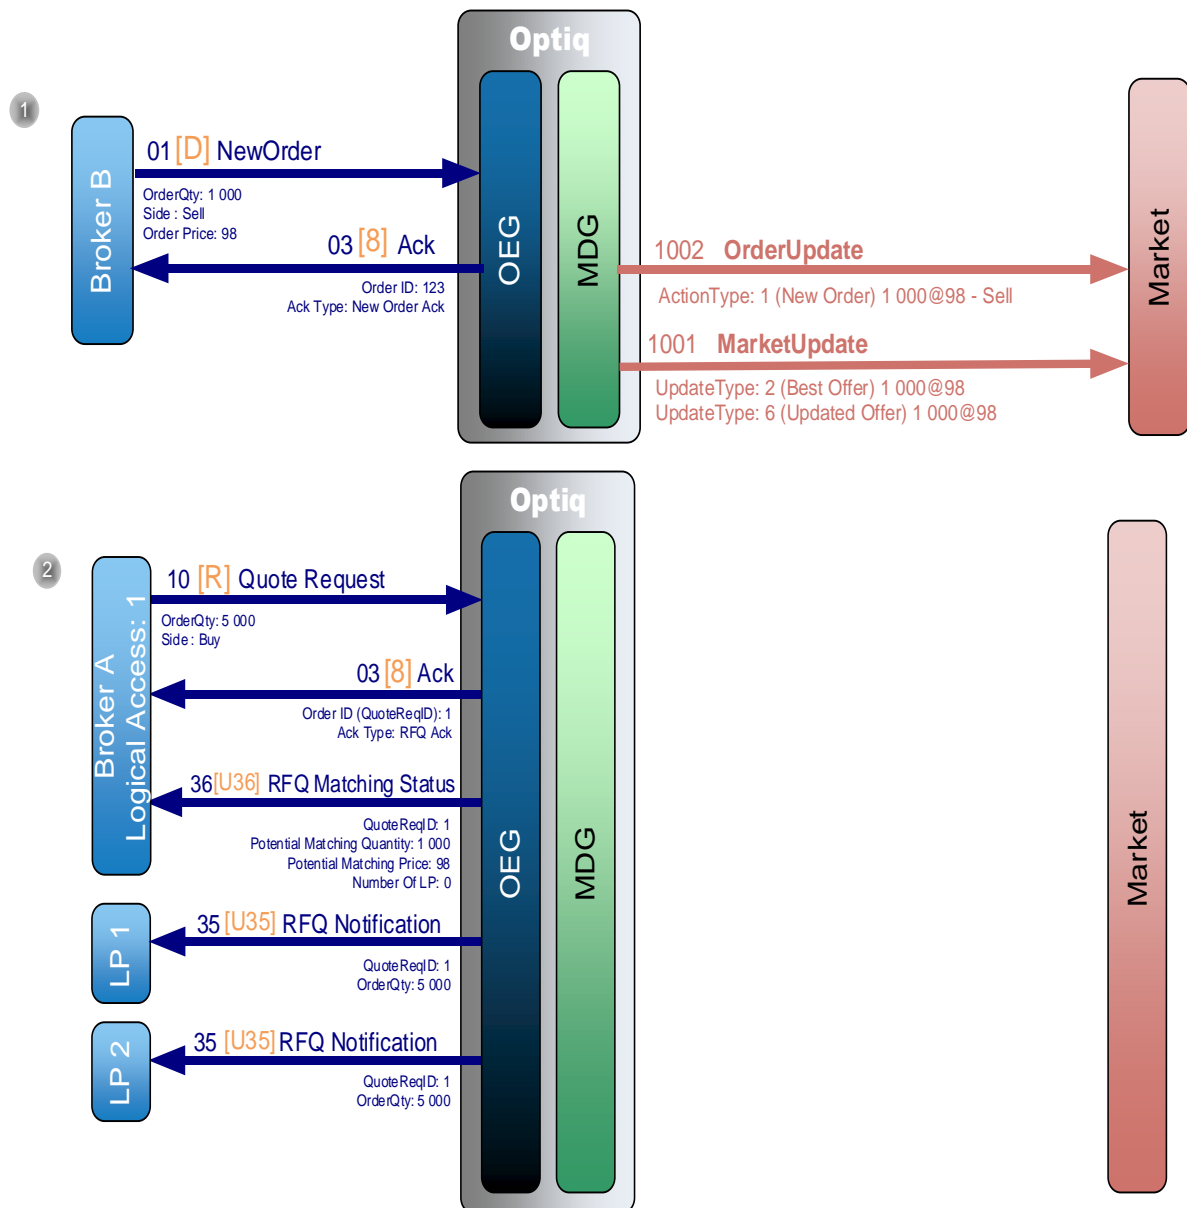 Optiq
1
01 [D] NewOrder
OrderQty: 1 000
Side : Sell
Order Price: 98
03 [8] Ack
Order ID: 123
Ack Type: New Order Ack
Broker B
OEG
MDG
1002 OrderUpdate
ActionType: 1 (New Order) 1 000@98 - Sell
1001 MarketUpdate
UpdateType: 2 (Best Offer) 1 000@98
UpdateType: 6 (Updated Offer) 1 000@98
Market
Optiq
2
10 [R] Quote Request
OrderQty: 5 000
Side : Buy
03 [8] Ack
Order ID (QuoteReqID): 1
Ack Type: RFQ Ack
36 [U36] RFQ Matching Status
QuoteReqID: 1
Potential Matching Quantity: 1 000
Potential Matching Price: 98
Number Of LP: 0
Broker A
Logical Access: 1
35 [U35] RFQ Notification
QuoteReqID: 1
OrderQty: 5 000
LP 1
35 [U35] RFQ Notification
QuoteReqID: 1
OrderQty: 5 000
LP 2
OEG
MDG
Market